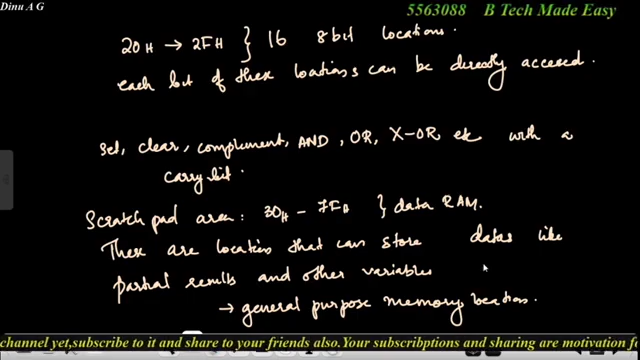 Dinu A G
5563088 B Tech Made Easy
20H → 2FH } 16 8bit locations.
each bit of these locations can be directly accessed.
Set, clear, complement, AND, OR, X-OR etc with a
carry bit.
Scratch pad area: 30H - 7FH } data RAM.
These are locations that can store datas like
partial results and other variables
→ general purpose memory locations.
channel yet,subscribe to it and share to your friends also.Your subscribptions and sharing are motivation fo